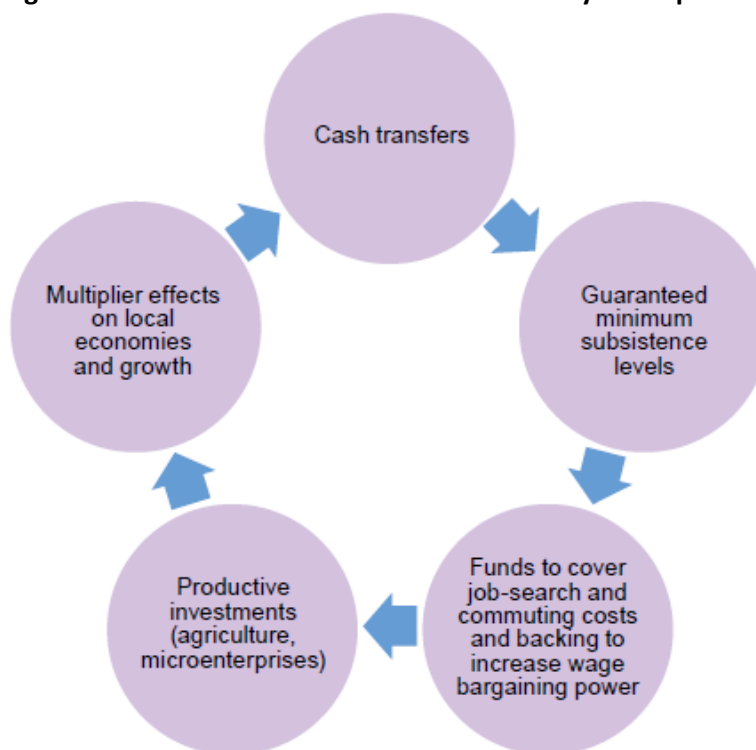 Cash transfers
Guaranteed
minimum
subsistence
levels
Funds to cover
job-search and
commuting costs
and backing to
increase wage
bargaining power
Productive
investments
(agriculture,
microenterprises)
Multiplier effects
on local
economies
and growth